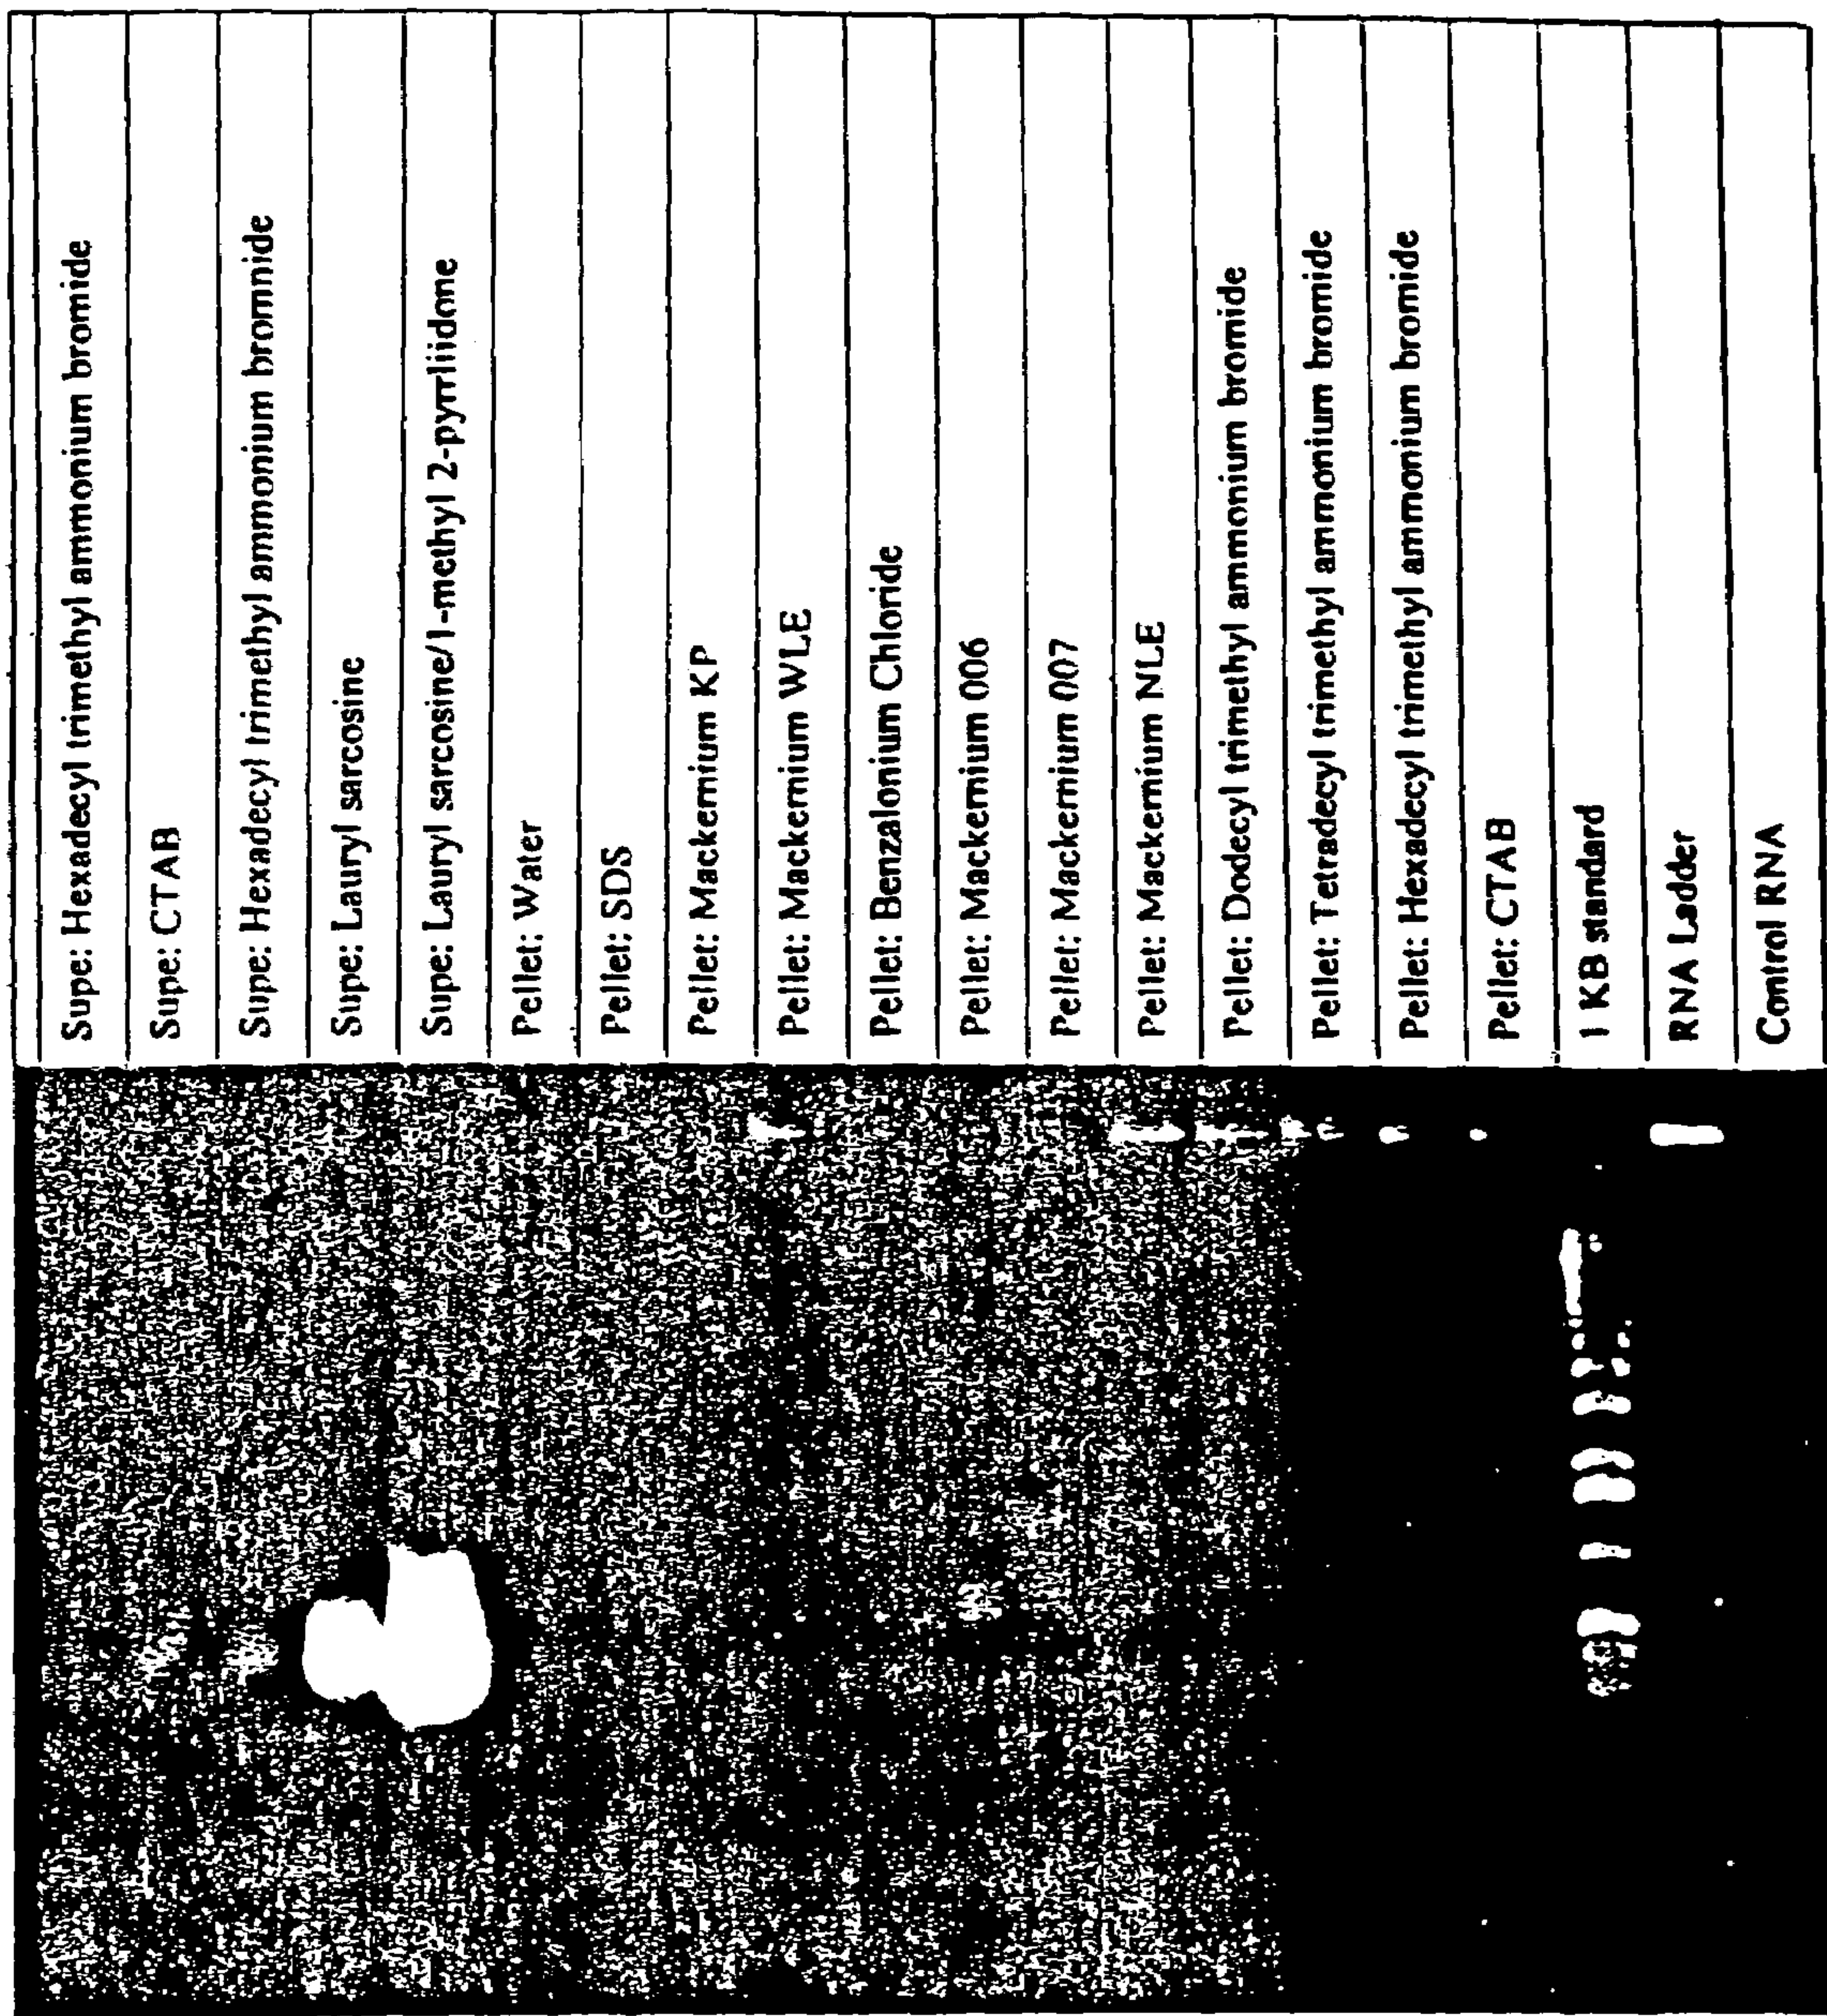 Supe: Hexadecyl trimethyl ammonium bromide
Supe: CTAB
Supe: Hexadecyl trimethyl ammonium bromnide
Supe: Lauryl sarcosine
Supe: Lauryl sarcosine/1-methyl 2-pyrrliidone
Pellet: Water
Pellet: SDS
Pellet: Mackernium KP
Pellet: Mackernium WLE
Pellet: Benzalonium Chloride
Pellet: Mackernium 006
Pellet: Mackernium 007
Pellet: Mackernium NLE
Pellet: Dodecyl trimethyl ammonium bromide
Pellet: Tetradecyl trimethyl ammonium bromide
Pellet: Hexadecyl trimethyl ammonium bromide
Pellet: CTAB
1 KB standard
RNA Ladder
Control RNA